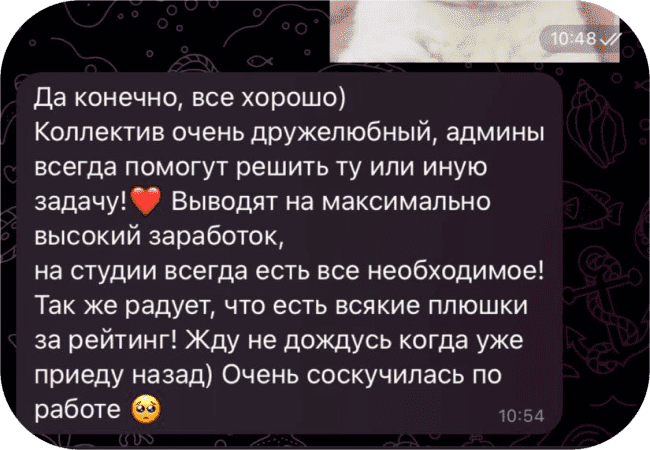 10:48
Да конечно, все хорошо)
Коллектив очень дружелюбный, админы
всегда помогут решить ту или иную
задачу!❤️ Выводят на максимально
высокий заработок,
на студии всегда есть все необходимое!
Так же радует, что есть всякие плюшки
за рейтинг! Жду не дождусь когда уже
приеду назад) Очень соскучилась по
работе 🥺
10:54